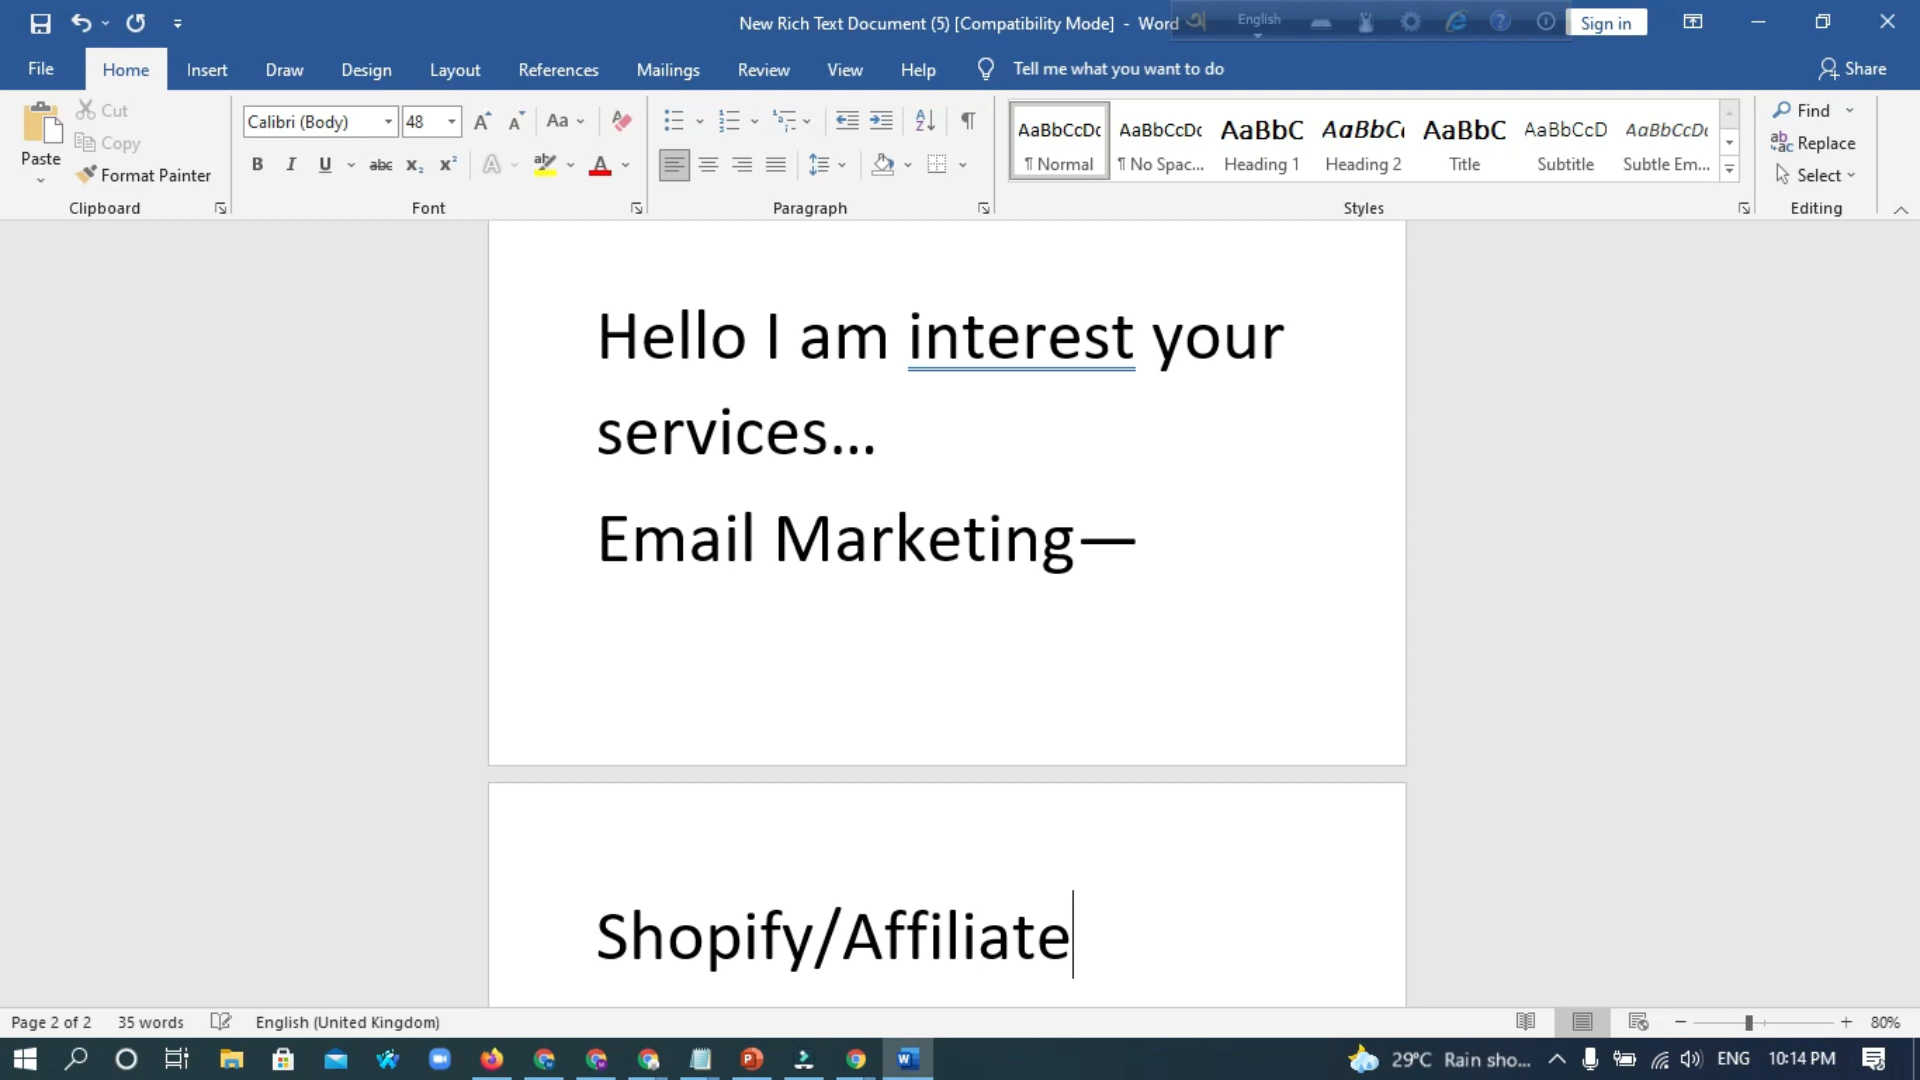 New Rich Text Document (5) [Compatibility Mode] - Word
English
Sign in
File Home Insert Draw Design Layout References Mailings Review View Help Tell me what you want to do Share
Paste
Cut
Copy
Format Painter
Clipboard
Calibri (Body) 48
Font
Paragraph
AaBbCcDc AaBbCcDc AaBbC AaBbC AaBbC AaBbCcD AaBbCcDc
¶ Normal ¶ No Spac... Heading 1 Heading 2 Title Subtitle Subtle Em...
Styles
Find
Replace
Select
Editing
Hello I am interest your
services...
Email Marketing—
Shopify/Affiliate
Page 2 of 2 35 words English (United Kingdom) 80%
29°C Rain sho... ENG 10:14 PM